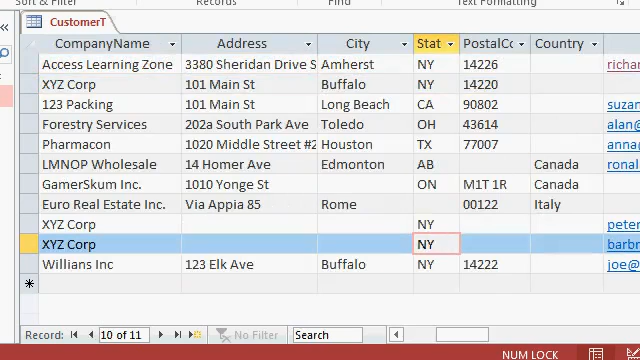 Sort & Filter Records Find Text Formatting
CustomerT
CompanyName Address City Stat PostalCo Country
Access Learning Zone 3380 Sheridan Drive S Amherst NY 14226 richar
XYZ Corp 101 Main St Buffalo NY 14220
123 Packing 101 Main St Long Beach CA 90802 suzan
Forestry Services 202a South Park Ave Toledo OH 43614 alan@
Pharmacon 1020 Middle Street #2 Houston TX 77007 anna@
LMNOP Wholesale 14 Homer Ave Edmonton AB Canada ronal
GamerSkum Inc. 1010 Yonge St ON M1T 1R Canada
Euro Real Estate Inc. Via Appia 85 Rome 00122 Italy
XYZ Corp NY peter
XYZ Corp NY barbr
Willians Inc 123 Elk Ave Buffalo NY 14222 joe@
Record: 10 of 11 No Filter Search
NUM LOCK